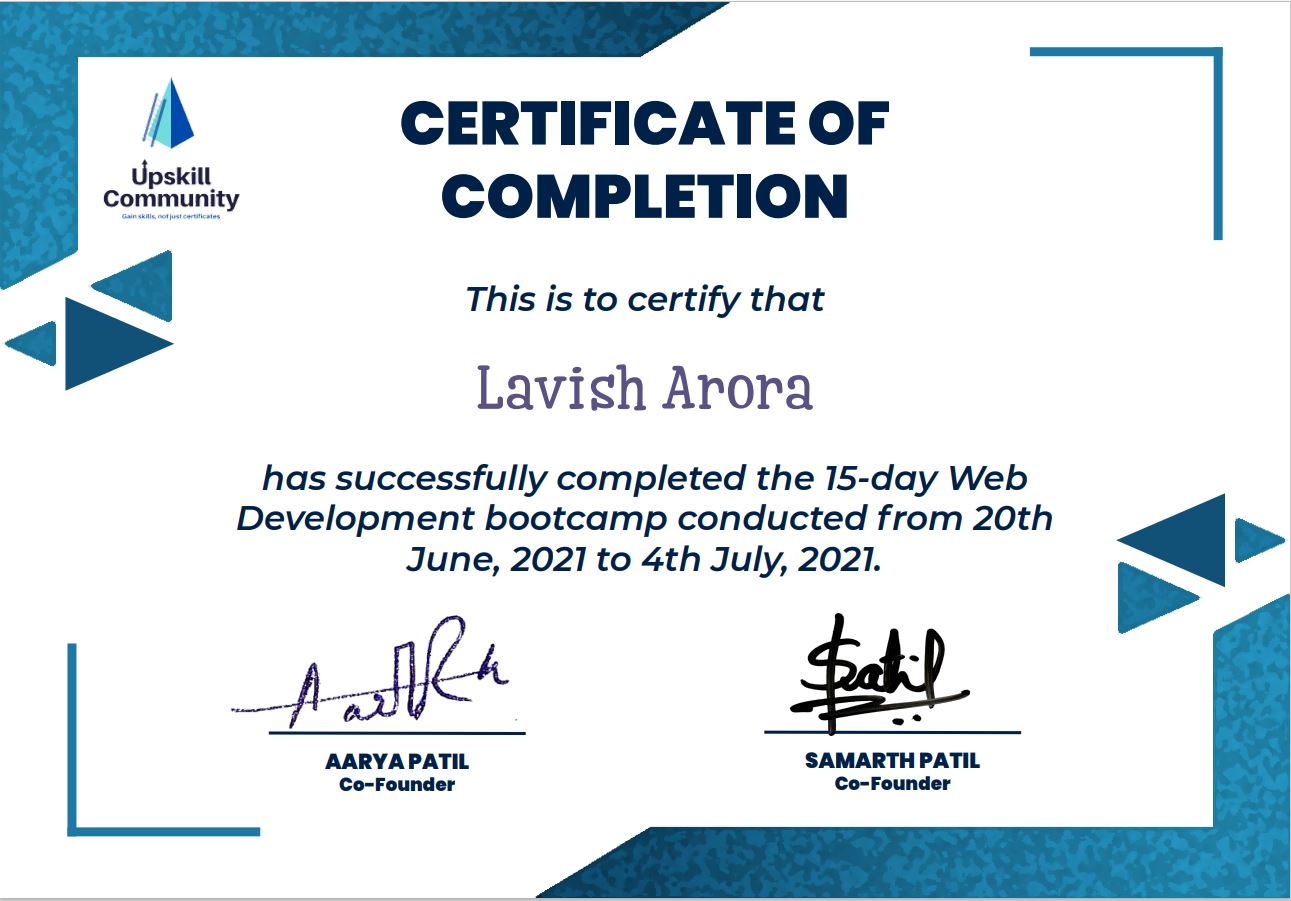 Upskill
Community
Gain skills, not just certificates
CERTIFICATE OF
COMPLETION
This is to certify that
Lavish Arora
has successfully completed the 15-day Web
Development bootcamp conducted from 20th
June, 2021 to 4th July, 2021.
AARYA PATIL
Co-Founder
SAMARTH PATIL
Co-Founder